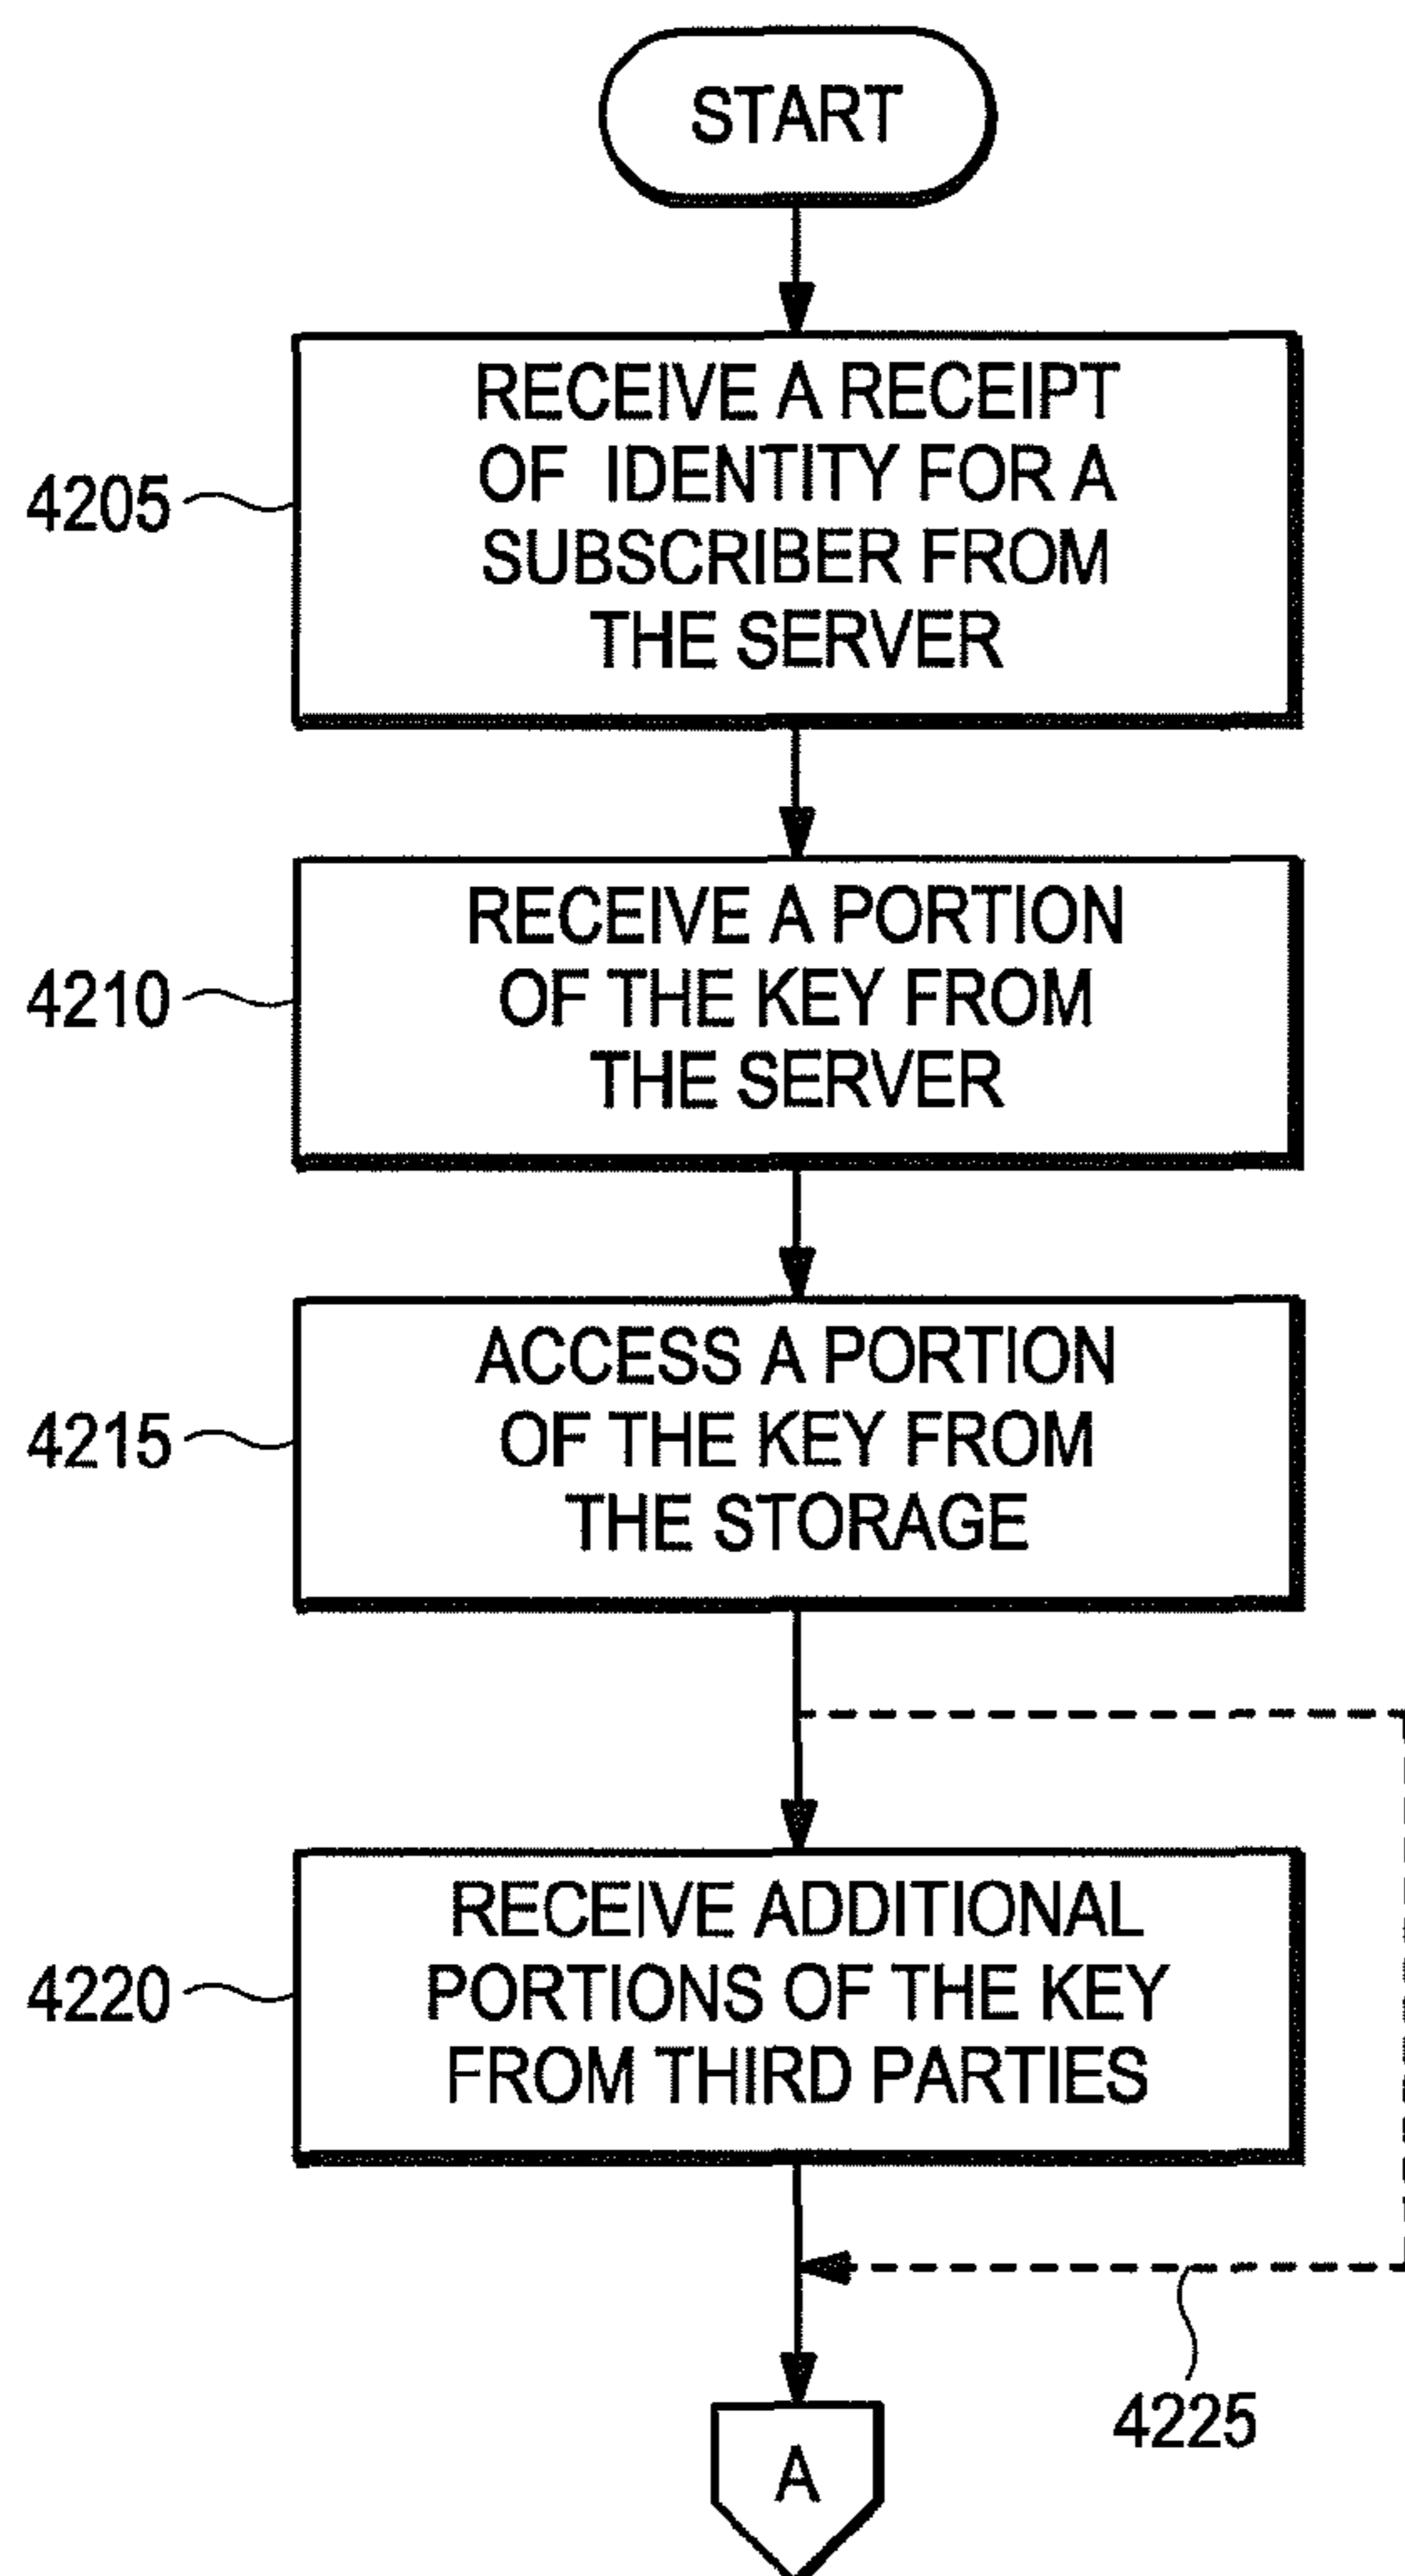 START
RECEIVE A RECEIPT
OF IDENTITY FOR A
SUBSCRIBER FROM
THE SERVER
4205
RECEIVE A PORTION
OF THE KEY FROM
THE SERVER
4210
ACCESS A PORTION
OF THE KEY FROM
THE STORAGE
4215
RECEIVE ADDITIONAL
PORTIONS OF THE KEY
FROM THIRD PARTIES
4220
4225
A